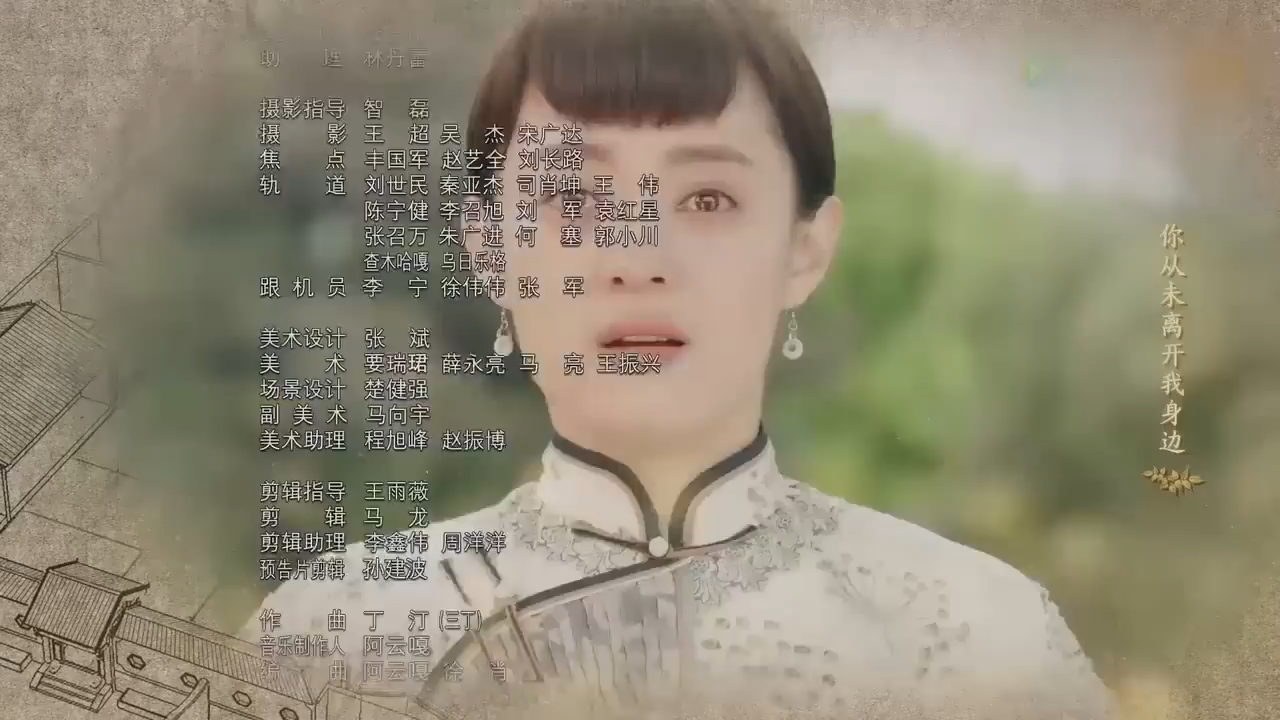 助理 林丹蕾
摄影指导 智磊
摄影 王超 吴杰 宋广达
焦点 丰国军 赵艺全 刘长路
轨道 刘世民 秦亚杰 司肖坤 王伟
陈宁健 李召旭 刘军 袁红星
张召万 朱广进 何塞 郭小川
查木哈嘎 乌日乐格
跟机员 李宁 徐伟伟 张军
美术设计 张斌
美术 要瑞珺 薛永亮 马亮 王振兴
场景设计 楚健强
副美术 马向宇
美术助理 程旭峰 赵振博
剪辑指导 王雨薇
剪辑 马龙
剪辑助理 李鑫伟 周洋洋
预告片剪辑 孙建波
作曲 丁汀(三丁)
音乐制作人 阿云嘎
编曲 阿云嘎 徐肖
你从未离开我身边